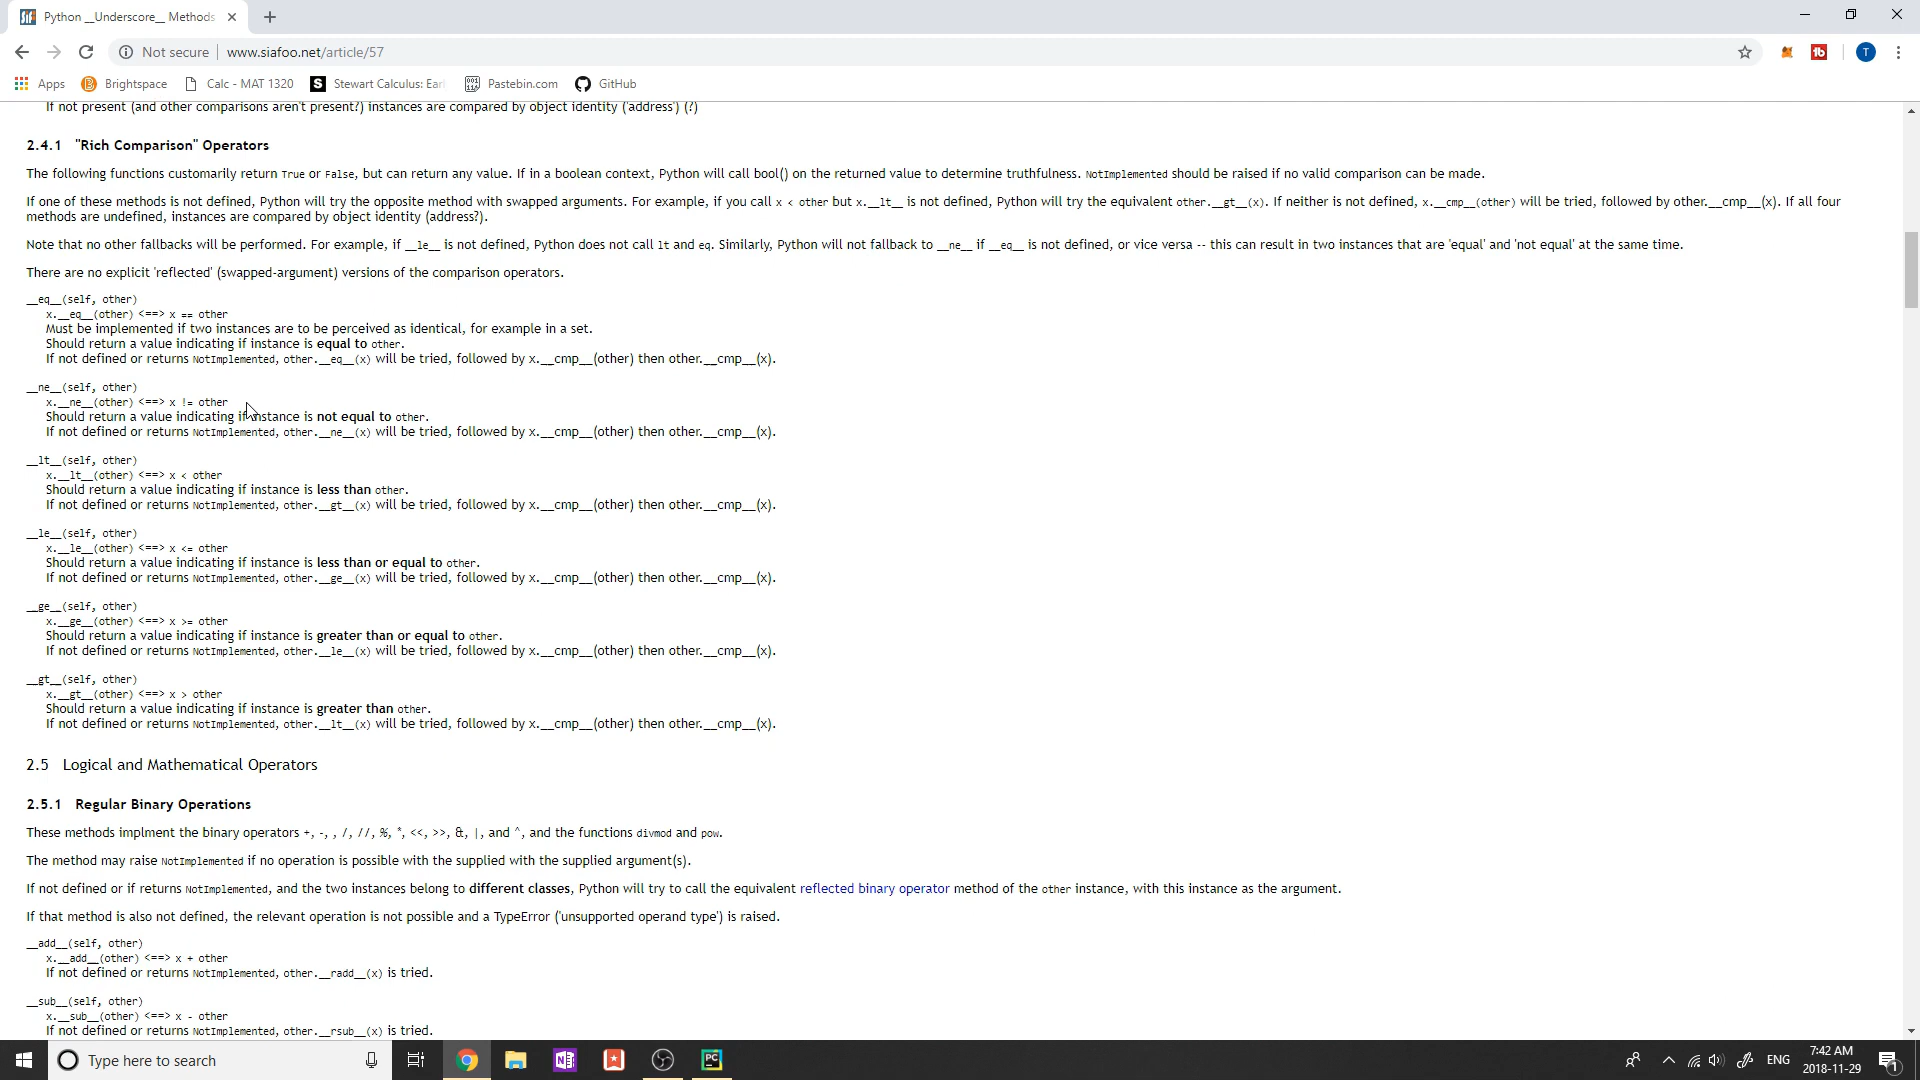 Python __Underscore__ Methods
Not secure | www.siafoo.net/article/57
T
Apps Brightspace Calc - MAT 1320 Stewart Calculus: Earl Pastebin.com GitHub
If not present (and other comparisons aren't present?) instances are compared by object identity ('address') (?)
2.4.1 "Rich Comparison" Operators
The following functions customarily return True or False, but can return any value. If in a boolean context, Python will call bool() on the returned value to determine truthfulness. NotImplemented should be raised if no valid comparison can be made.
If one of these methods is not defined, Python will try the opposite method with swapped arguments. For example, if you call x < other but x.__lt__ is not defined, Python will try the equivalent other.__gt__(x). If neither is not defined, x.__cmp__(other) will be tried, followed by other.__cmp__(x). If all four
methods are undefined, instances are compared by object identity (address?).
Note that no other fallbacks will be performed. For example, if __le__ is not defined, Python does not call lt and eq. Similarly, Python will not fallback to __ne__ if __eq__ is not defined, or vice versa -- this can result in two instances that are 'equal' and 'not equal' at the same time.
There are no explicit 'reflected' (swapped-argument) versions of the comparison operators.
__eq__(self, other)
x.__eq__(other) <==> x == other
Must be implemented if two instances are to be perceived as identical, for example in a set.
Should return a value indicating if instance is equal to other.
If not defined or returns NotImplemented, other.__eq__(x) will be tried, followed by x.__cmp__(other) then other.__cmp__(x).
__ne__(self, other)
x.__ne__(other) <==> x != other
Should return a value indicating if instance is not equal to other.
If not defined or returns NotImplemented, other.__ne__(x) will be tried, followed by x.__cmp__(other) then other.__cmp__(x).
__lt__(self, other)
x.__lt__(other) <==> x < other
Should return a value indicating if instance is less than other.
If not defined or returns NotImplemented, other.__gt__(x) will be tried, followed by x.__cmp__(other) then other.__cmp__(x).
__le__(self, other)
x.__le__(other) <==> x <= other
Should return a value indicating if instance is less than or equal to other.
If not defined or returns NotImplemented, other.__ge__(x) will be tried, followed by x.__cmp__(other) then other.__cmp__(x).
__ge__(self, other)
x.__ge__(other) <==> x >= other
Should return a value indicating if instance is greater than or equal to other.
If not defined or returns NotImplemented, other.__le__(x) will be tried, followed by x.__cmp__(other) then other.__cmp__(x).
__gt__(self, other)
x.__gt__(other) <==> x > other
Should return a value indicating if instance is greater than other.
If not defined or returns NotImplemented, other.__lt__(x) will be tried, followed by x.__cmp__(other) then other.__cmp__(x).
2.5 Logical and Mathematical Operators
2.5.1 Regular Binary Operations
These methods implment the binary operators +, -, , /, //, %, *, <<, >>, &, |, and ^, and the functions divmod and pow.
The method may raise NotImplemented if no operation is possible with the supplied with the supplied argument(s).
If not defined or if returns NotImplemented, and the two instances belong to different classes, Python will try to call the equivalent reflected binary operator method of the other instance, with this instance as the argument.
If that method is also not defined, the relevant operation is not possible and a TypeError ('unsupported operand type') is raised.
__add__(self, other)
x.__add__(other) <==> x + other
If not defined or returns NotImplemented, other.__radd__(x) is tried.
__sub__(self, other)
x.__sub__(other) <==> x - other
If not defined or returns NotImplemented, other.__rsub__(x) is tried.
Type here to search
ENG
7:42 AM
2018-11-29
1